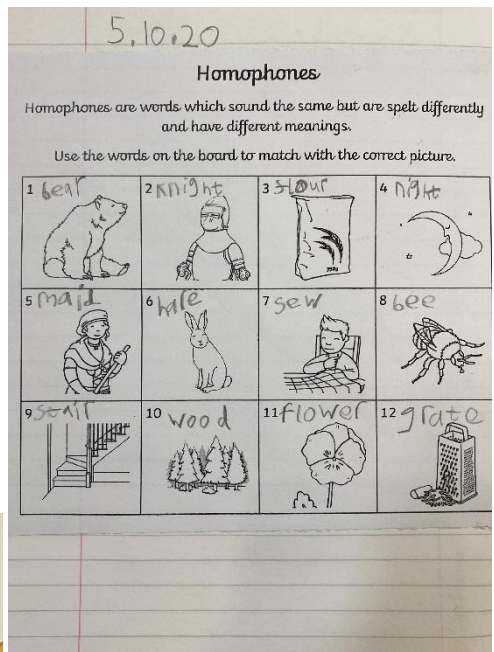 5.10.20
Homophones
Homophones are words which sound the same but are spelt differently
and have different meanings.
Use the words on the board to match with the correct picture.
1 bear
2 knight
3 flour
4 night
5 maid
6 hare
7 sew
8 bee
9 stair
10 wood
11 flower
12 grate